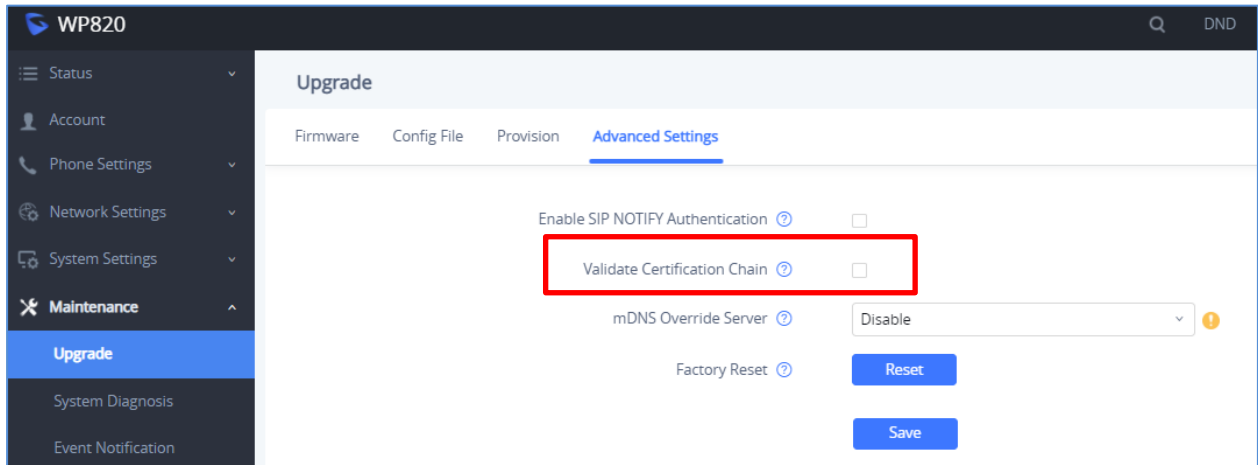 WP820
DND
Status
Account
Phone Settings
Network Settings
System Settings
Maintenance
Upgrade
System Diagnosis
Event Notification
Upgrade
Firmware Config File Provision Advanced Settings
Enable SIP NOTIFY Authentication ?
Validate Certification Chain ?
mDNS Override Server ? Disable !
Factory Reset ? Reset
Save